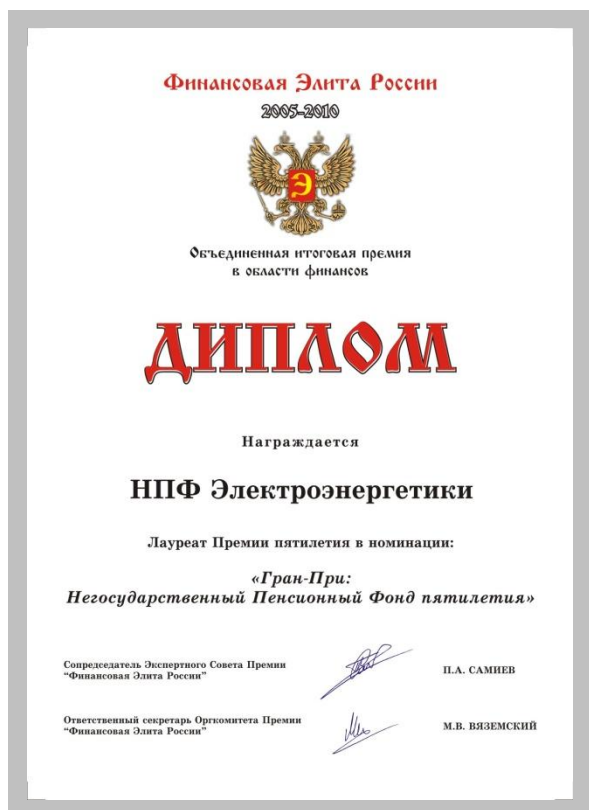 Финансовая Элита России
2005-2010
Э
Объединенная итоговая премия
в области финансов
ДИПЛОМ
Награждается
НПФ Электроэнергетики
Лауреат Премии пятилетия в номинации:
«Гран-При:
Негосударственный Пенсионный Фонд пятилетия»
Сопредседатель Экспертного Совета Премии
"Финансовая Элита России"
П.А. САМИЕВ
Ответственный секретарь Оргкомитета Премии
"Финансовая Элита России"
М.В. ВЯЗЕМСКИЙ